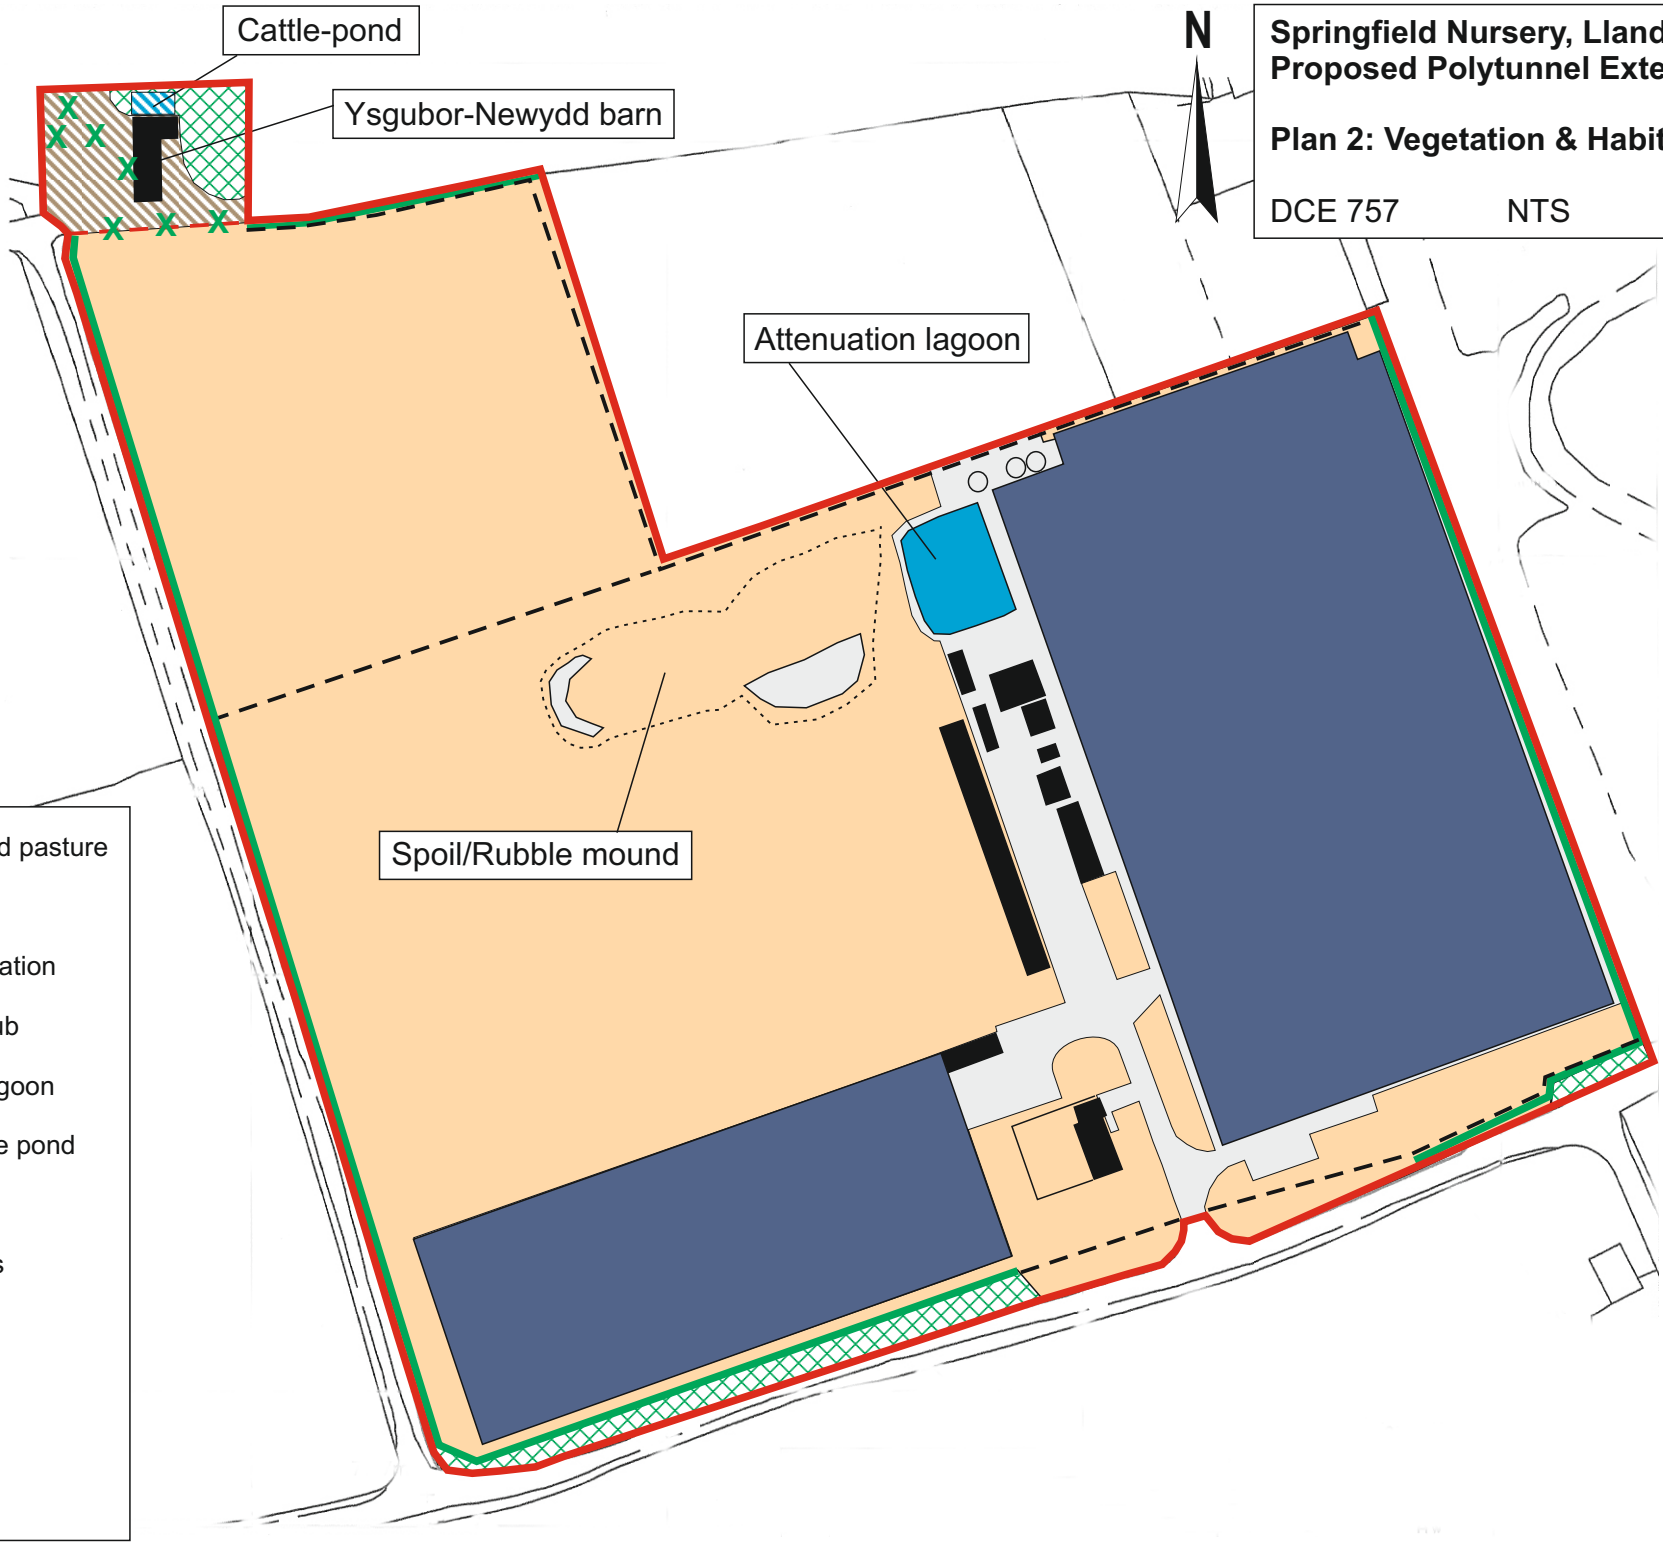 Cattle-pond
Ysgubor-Newydd barn
N
Springfield Nursery, Lland
Proposed Polytunnel Exte
Plan 2: Vegetation & Habit
DCE 757 NTS
X
X X
X
X X X
Attenuation lagoon
Spoil/Rubble mound
d pasture
ation
ub
goon
e pond
s